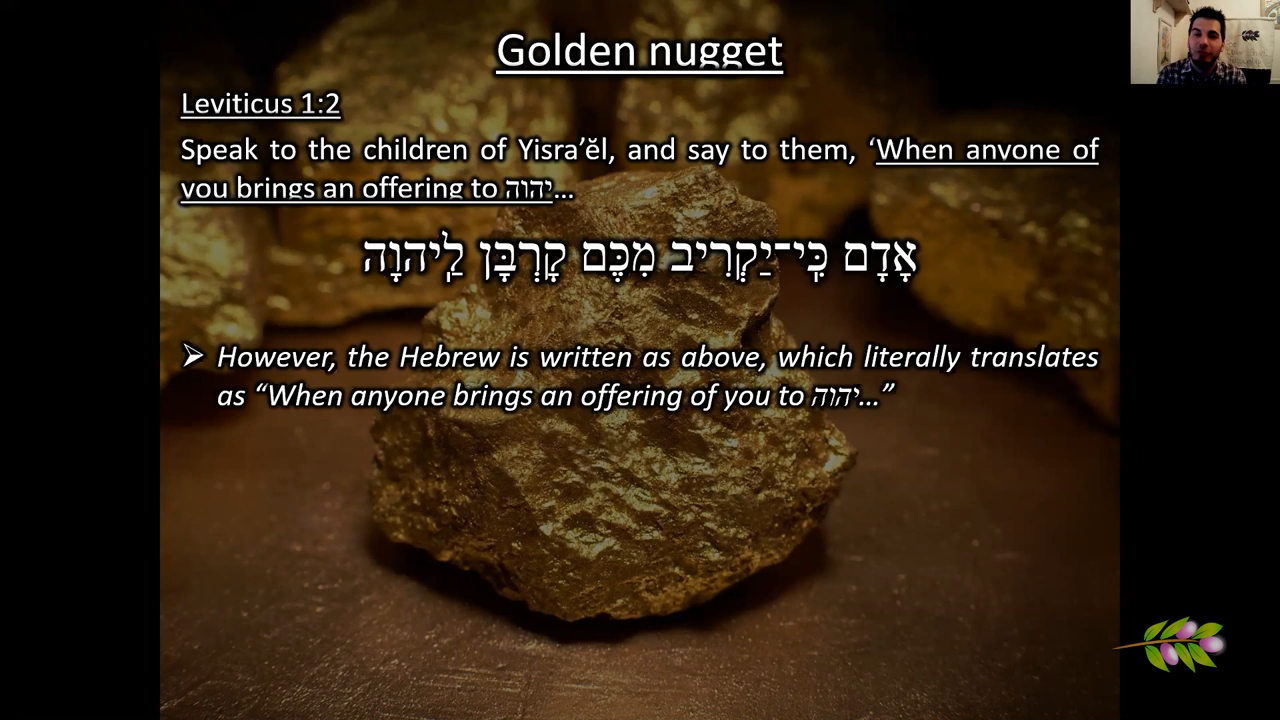 Golden nugget
Leviticus 1:2
Speak to the children of Yisra’ĕl, and say to them, ‘When anyone of
you brings an offering to יהוה…
אָדָם כִּֽי־יַקְרִיב מִכֶּם קָרְבָּן לַֽיהוָה
➢ However, the Hebrew is written as above, which literally translates
as “When anyone brings an offering of you to יהוה…”